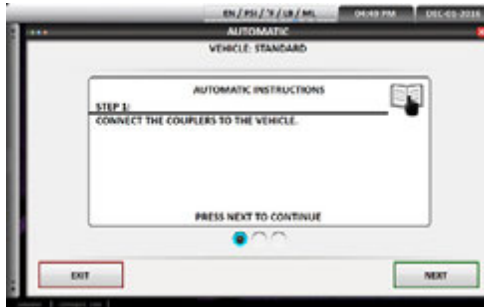 EN / PSI / °F / LB / ML 04:49 PM DEC-01-2016
AUTOMATIC
VEHICLE: STANDARD
AUTOMATIC INSTRUCTIONS
STEP 1:
CONNECT THE COUPLERS TO THE VEHICLE.
PRESS NEXT TO CONTINUE
EXIT NEXT